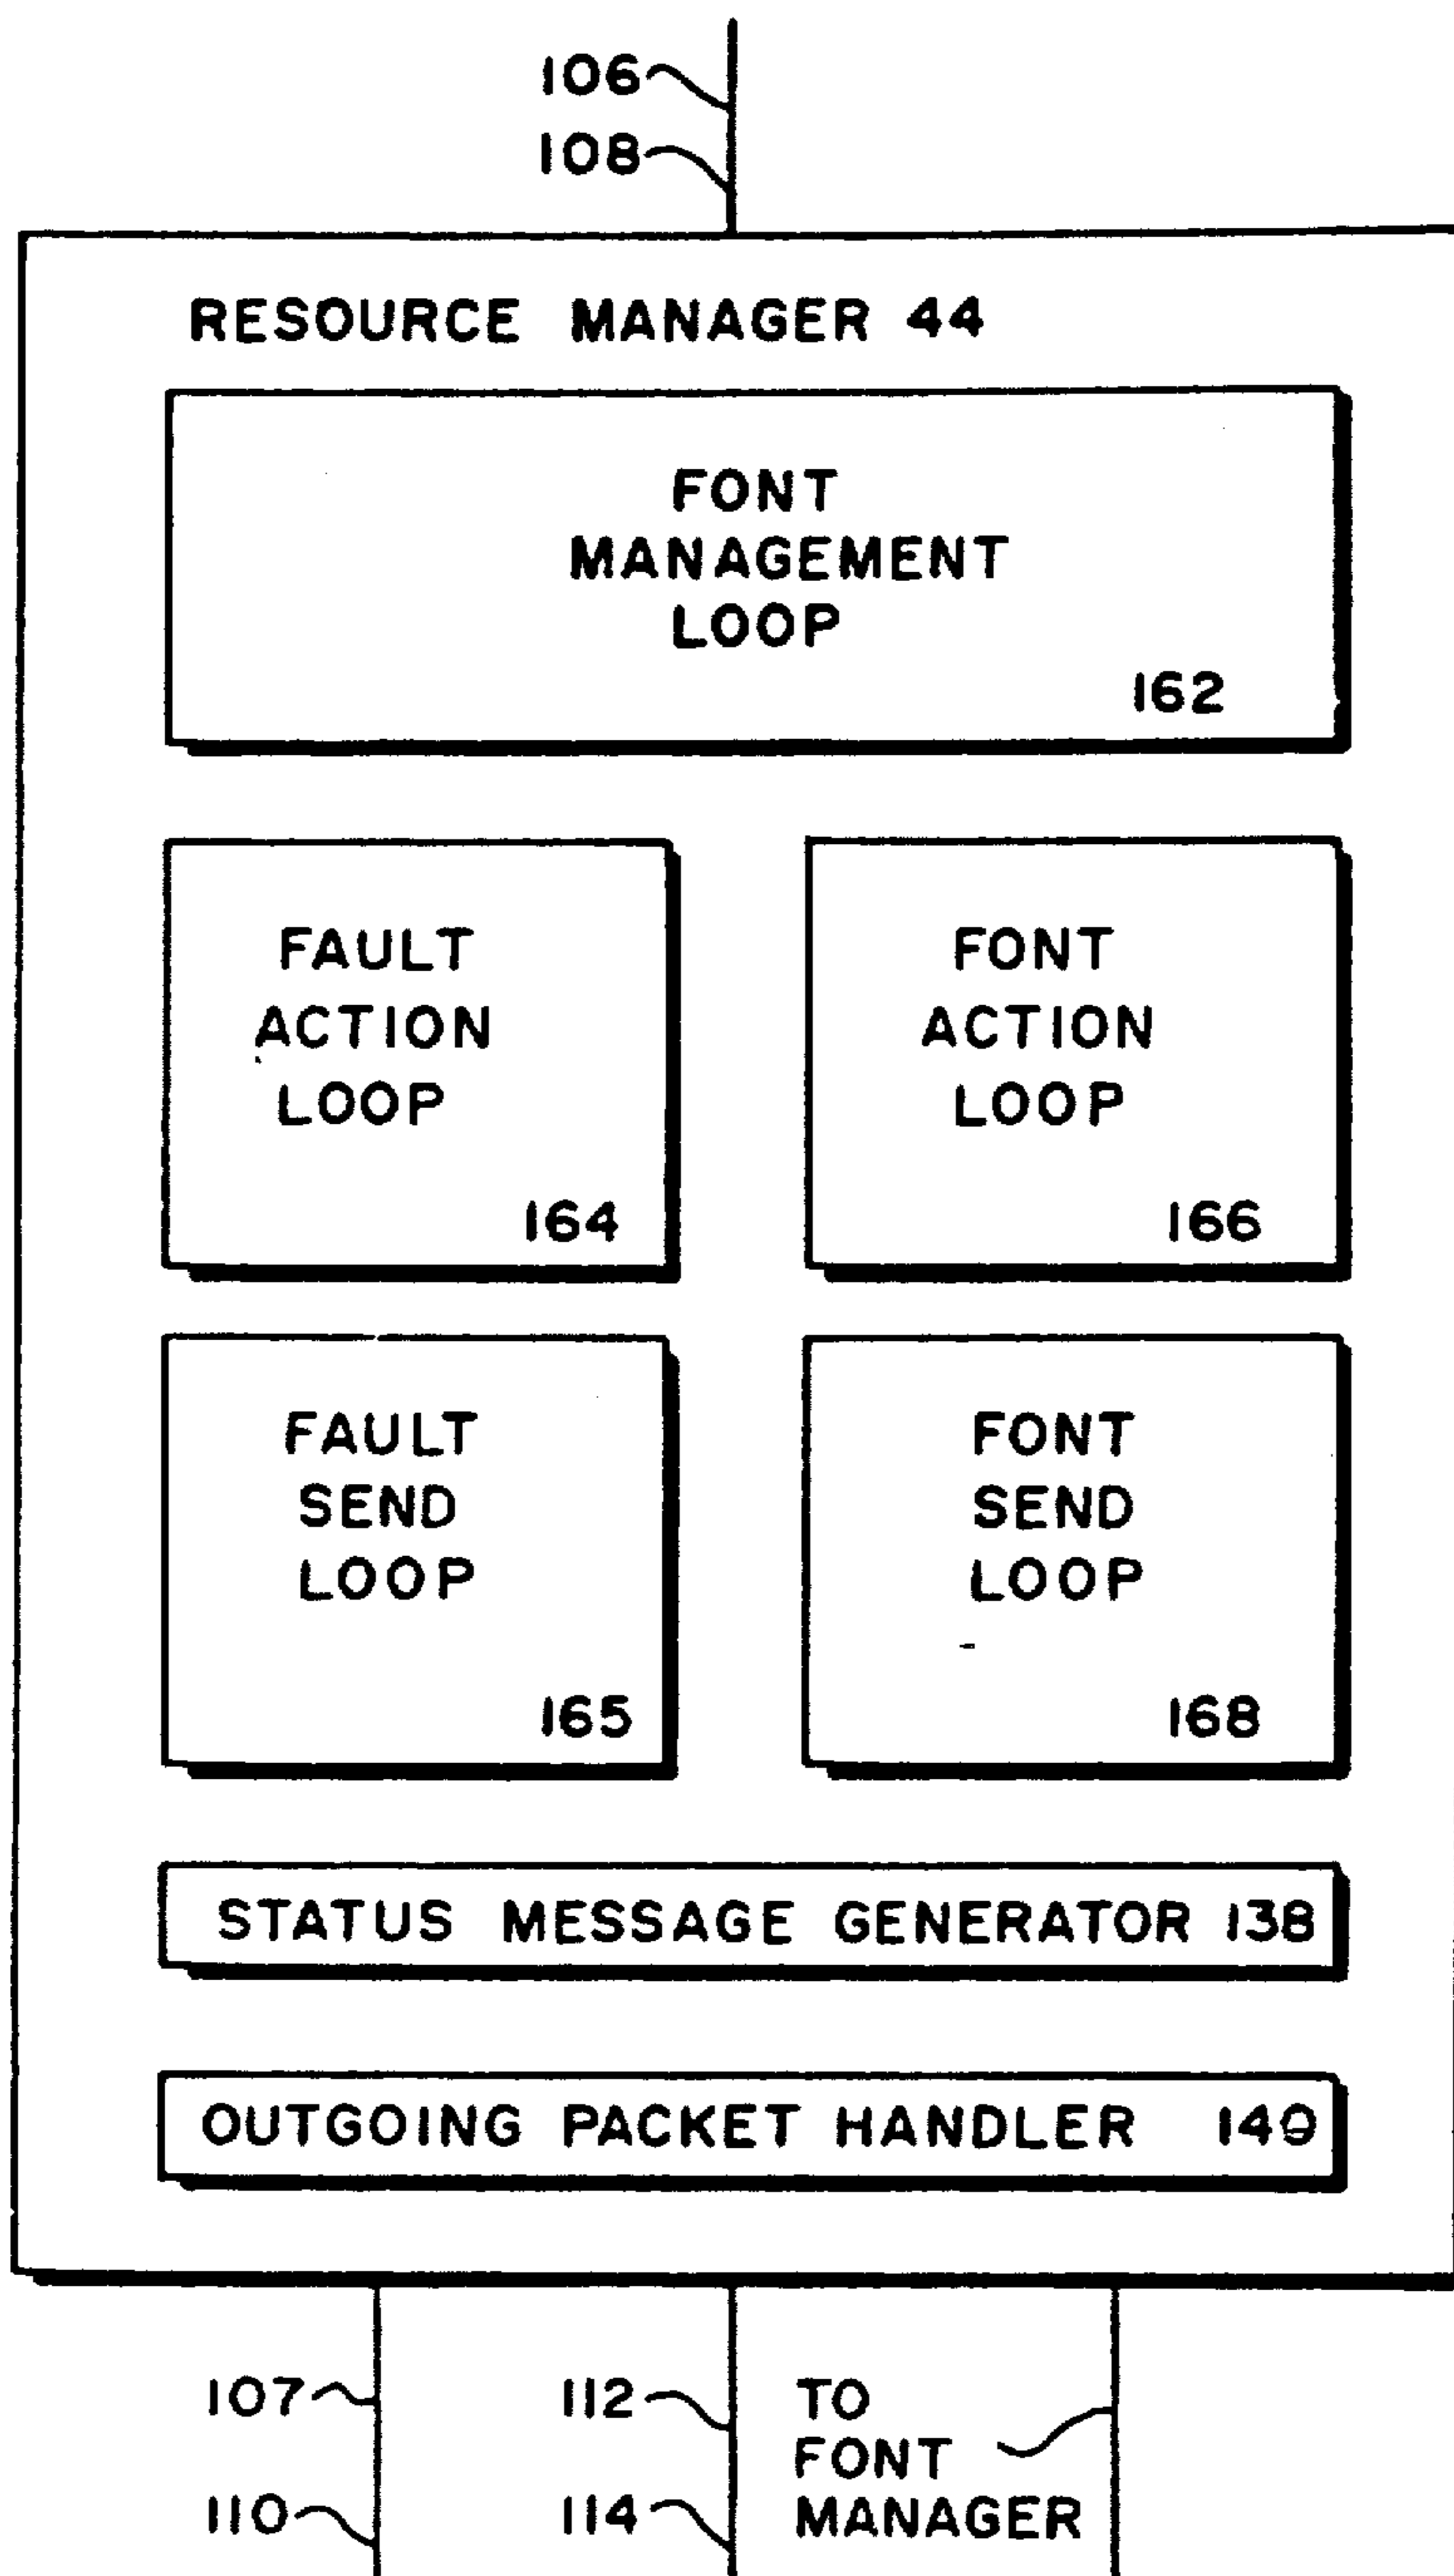 106
108
RESOURCE MANAGER 44
FONT
MANAGEMENT
LOOP
162
FAULT
ACTION
LOOP
164
FONT
ACTION
LOOP
166
FAULT
SEND
LOOP
165
FONT
SEND
LOOP
168
STATUS MESSAGE GENERATOR 138
OUTGOING PACKET HANDLER 140
107
110
112
114
TO
FONT
MANAGER